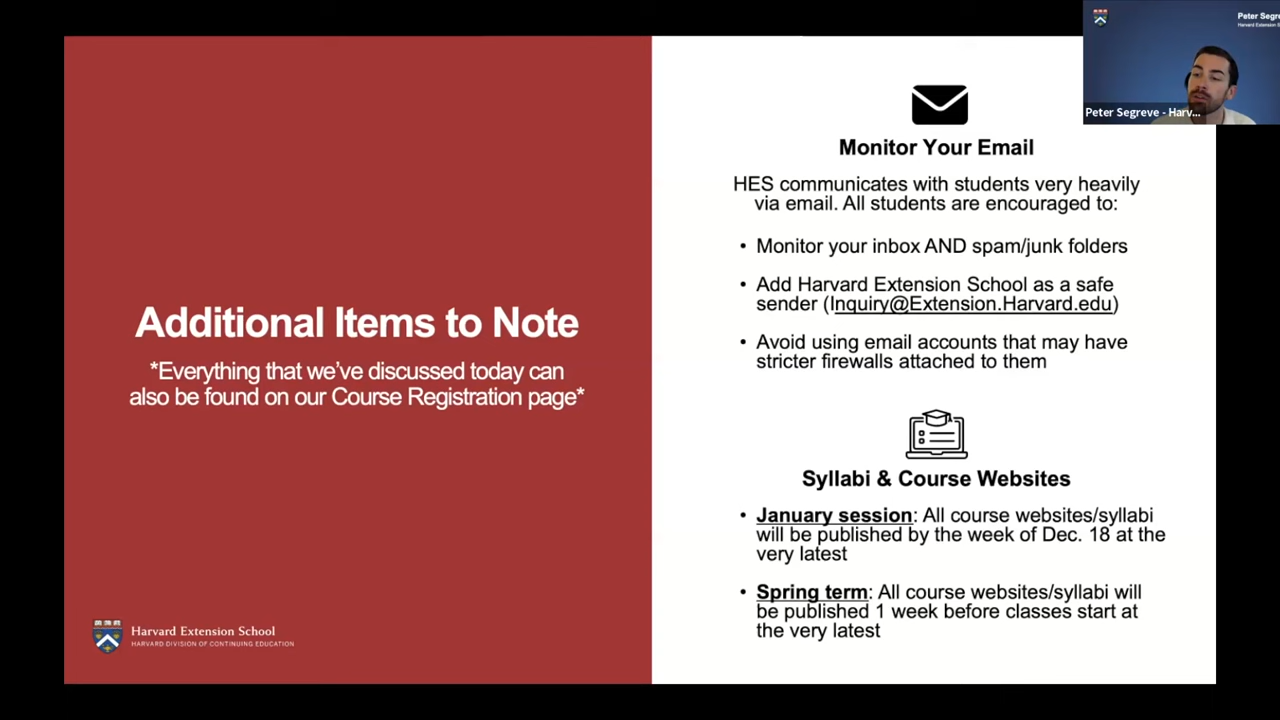 Additional Items to Note
*Everything that we've discussed today can
also be found on our Course Registration page*
Harvard Extension School
HARVARD DIVISION OF CONTINUING EDUCATION
Monitor Your Email
HES communicates with students very heavily
via email. All students are encouraged to:
• Monitor your inbox AND spam/junk folders
• Add Harvard Extension School as a safe
sender (Inquiry@Extension.Harvard.edu)
• Avoid using email accounts that may have
stricter firewalls attached to them
Syllabi & Course Websites
• January session: All course websites/syllabi
will be published by the week of Dec. 18 at the
very latest
• Spring term: All course websites/syllabi will
be published 1 week before classes start at
the very latest
Peter Segre
Harvard Extension S
Peter Segreve - Harv...